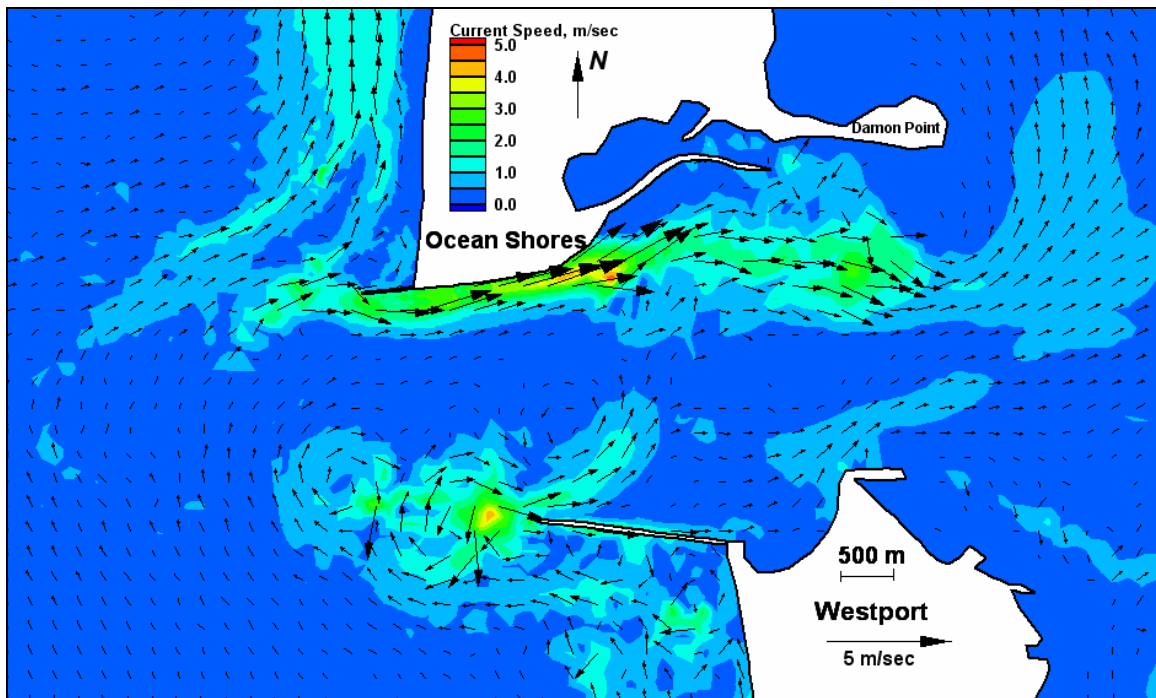 Current Speed, m/sec
5.0
4.0
3.0
2.0
1.0
0.0
N
Damon Point
Ocean Shores
500 m
Westport
5 m/sec